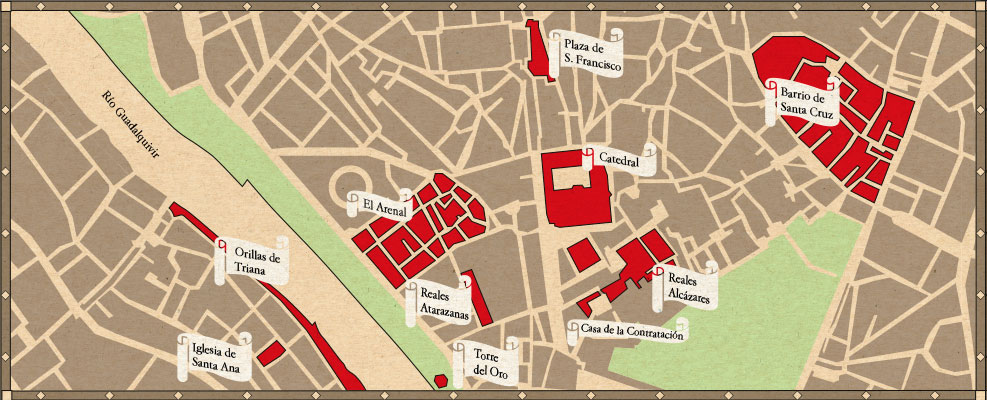 Plaza de
S. Francisco
Barrio de
Santa Cruz
Río Guadalquivir
Catedral
El Arenal
Orillas de
Triana
Reales
Alcázares
Reales
Atarazanas
Casa de la Contratación
Iglesia de
Santa Ana
Torre
del Oro